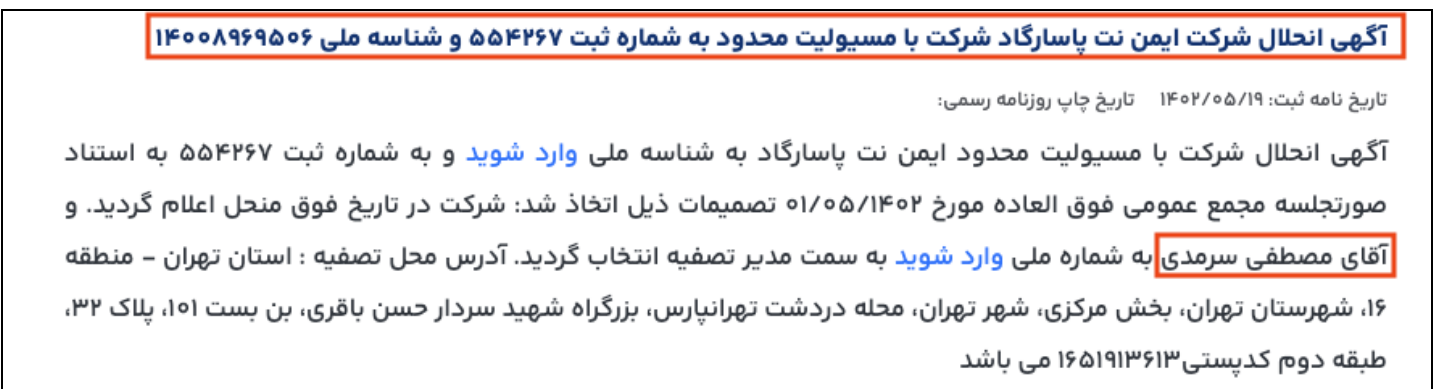 آگهی انحلال شرکت ایمن نت پاسارگاد شرکت با مسیولیت محدود به شماره ثبت ۵۵۴۲۶۷ و شناسه ملی ۱۴۰۰۸۹۶۹۵۰۶
تاریخ نامه ثبت: ۱۴۰۲/۰۵/۱۹ تاریخ چاپ روزنامه رسمی:
آگهی انحلال شرکت با مسیولیت محدود ایمن نت پاسارگاد به شناسه ملی وارد شوید و به شماره ثبت ۵۵۴۲۶۷ به استناد
صورتجلسه مجمع عمومی فوق العاده مورخ ۰۱/۰۵/۱۴۰۲ تصمیمات ذیل اتخاذ شد: شرکت در تاریخ فوق منحل اعلام گردید. و
آقای مصطفی سرمدی به شماره ملی وارد شوید به سمت مدیر تصفیه انتخاب گردید. آدرس محل تصفیه : استان تهران – منطقه
۱۶، شهرستان تهران، بخش مرکزی، شهر تهران، محله دردشت تهرانپارس، بزرگراه شهید سردار حسن باقری، بن بست ۱۰۱، پلاک ۳۲،
طبقه دوم کدپستی۱۶۵۱۹۱۳۶۱۳ می باشد